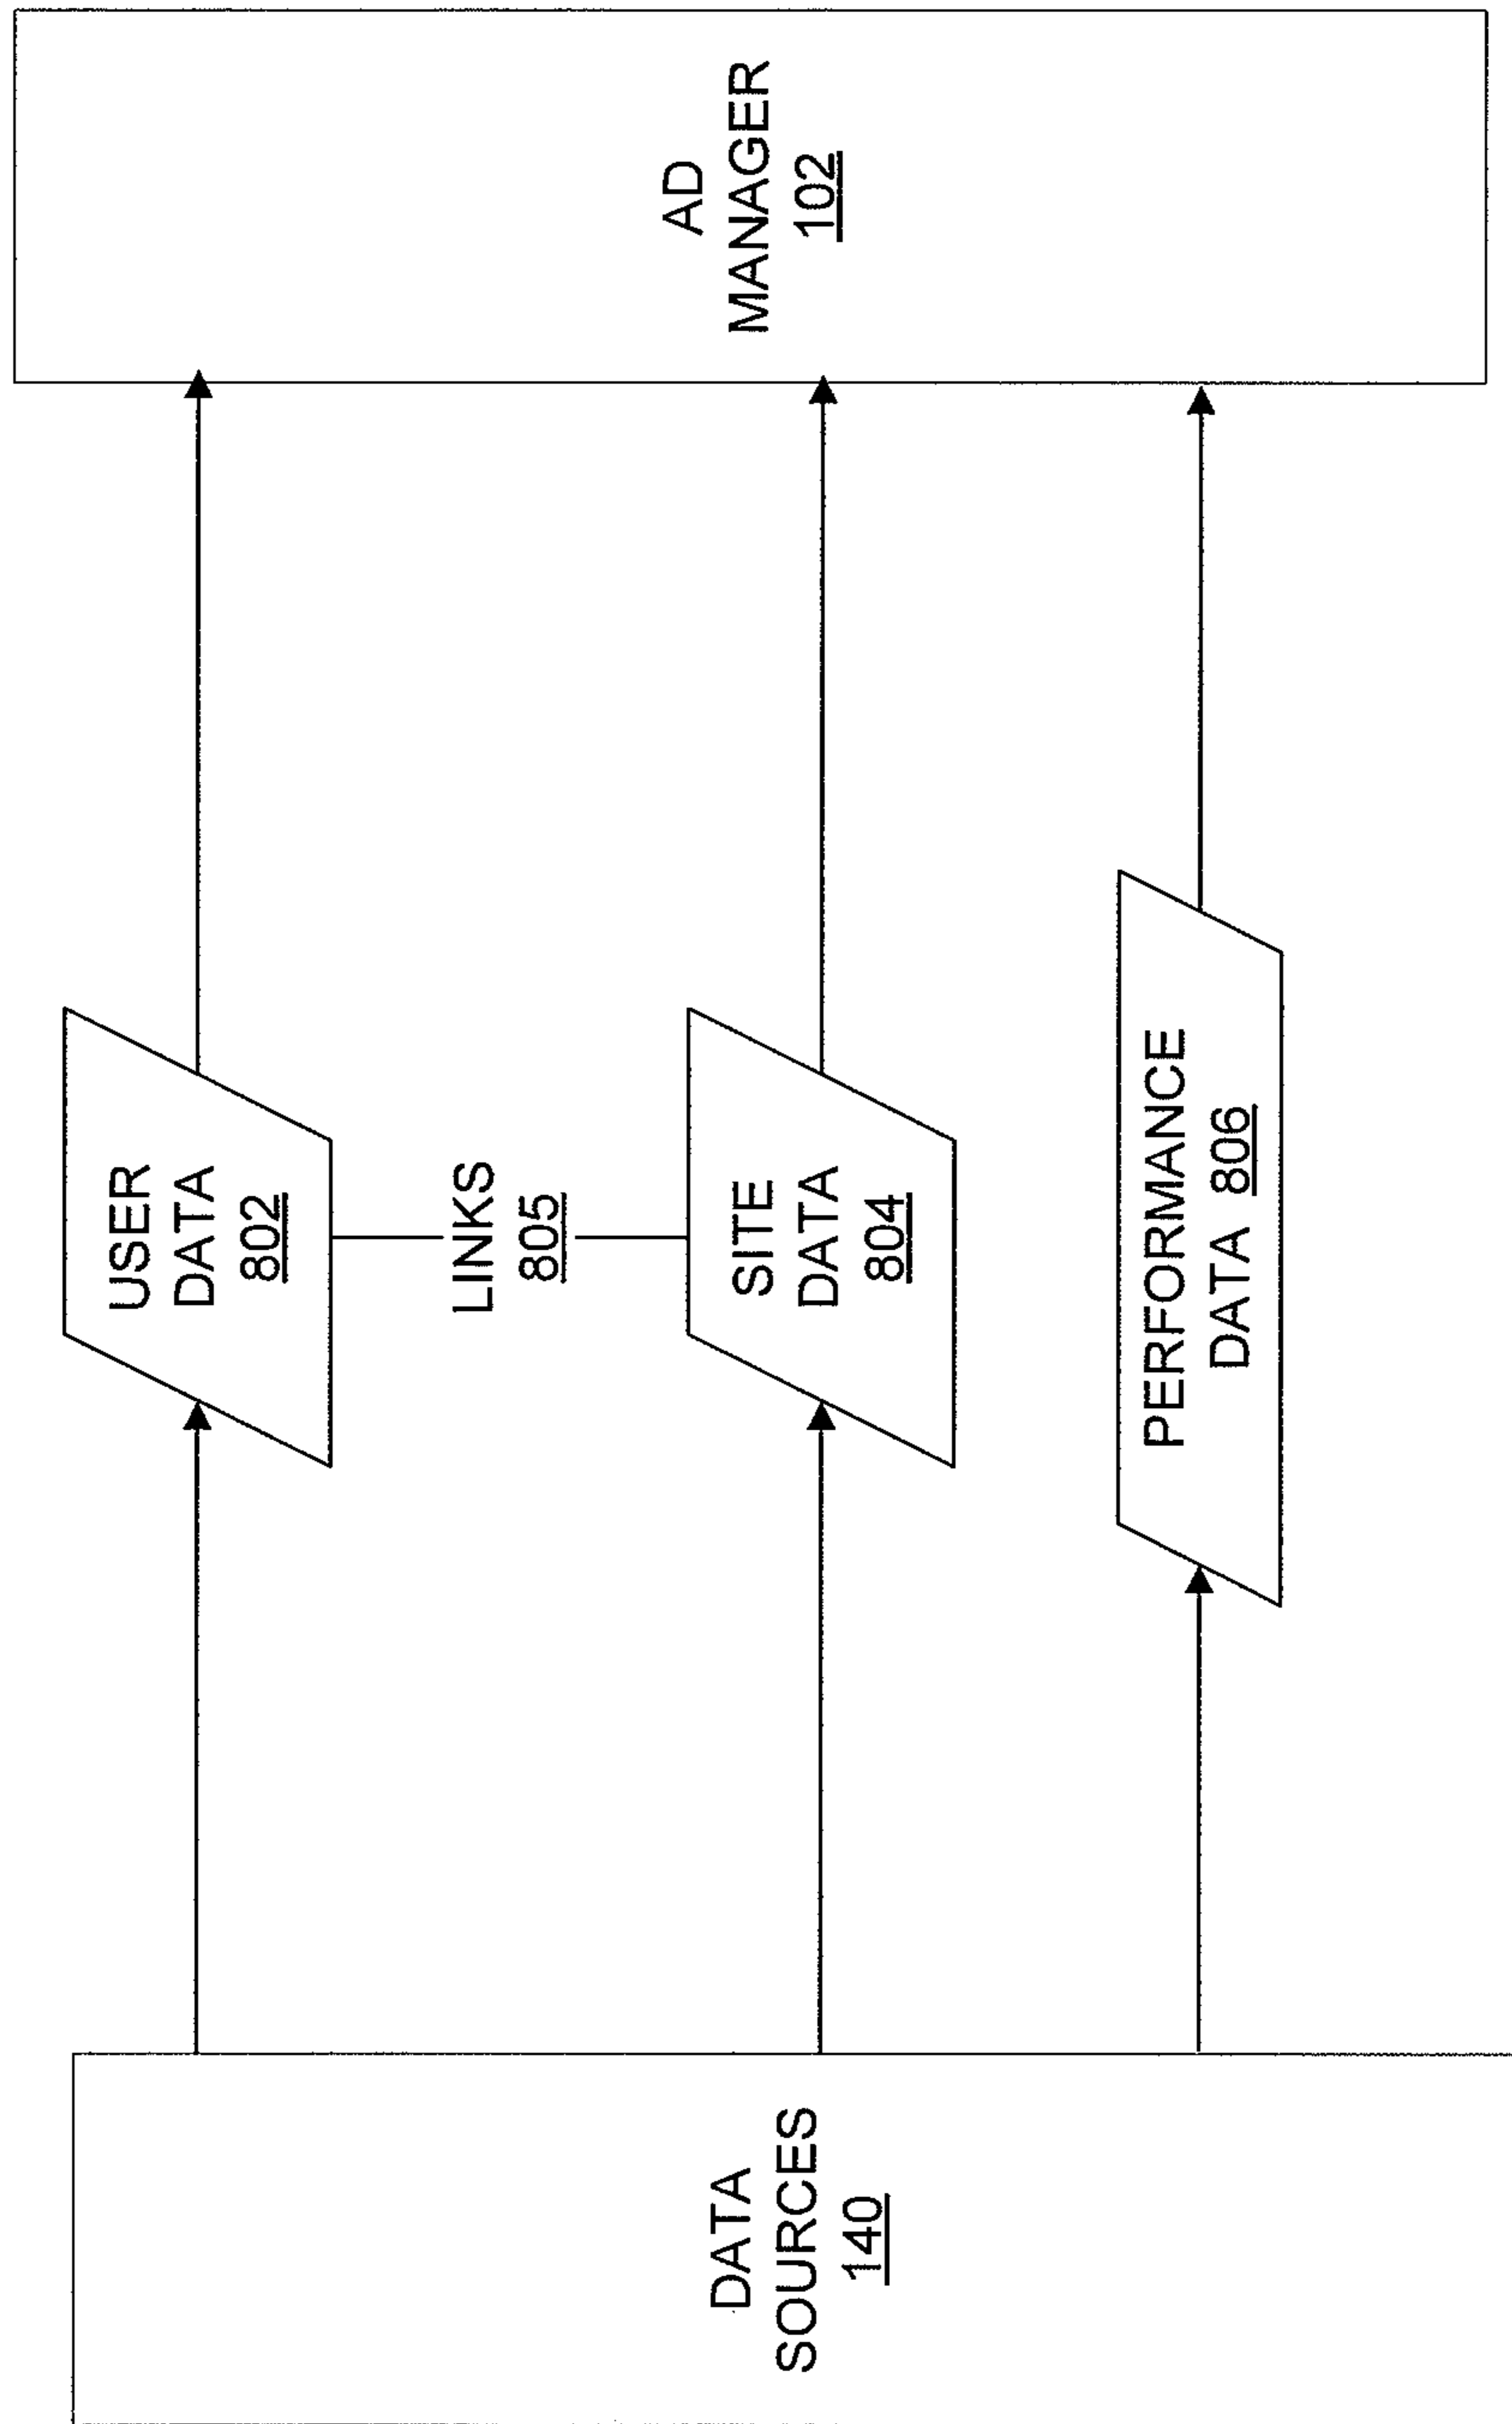 DATA
SOURCES
140
USER
DATA
802
LINKS
805
SITE
DATA
804
PERFORMANCE
DATA 806
AD
MANAGER
102